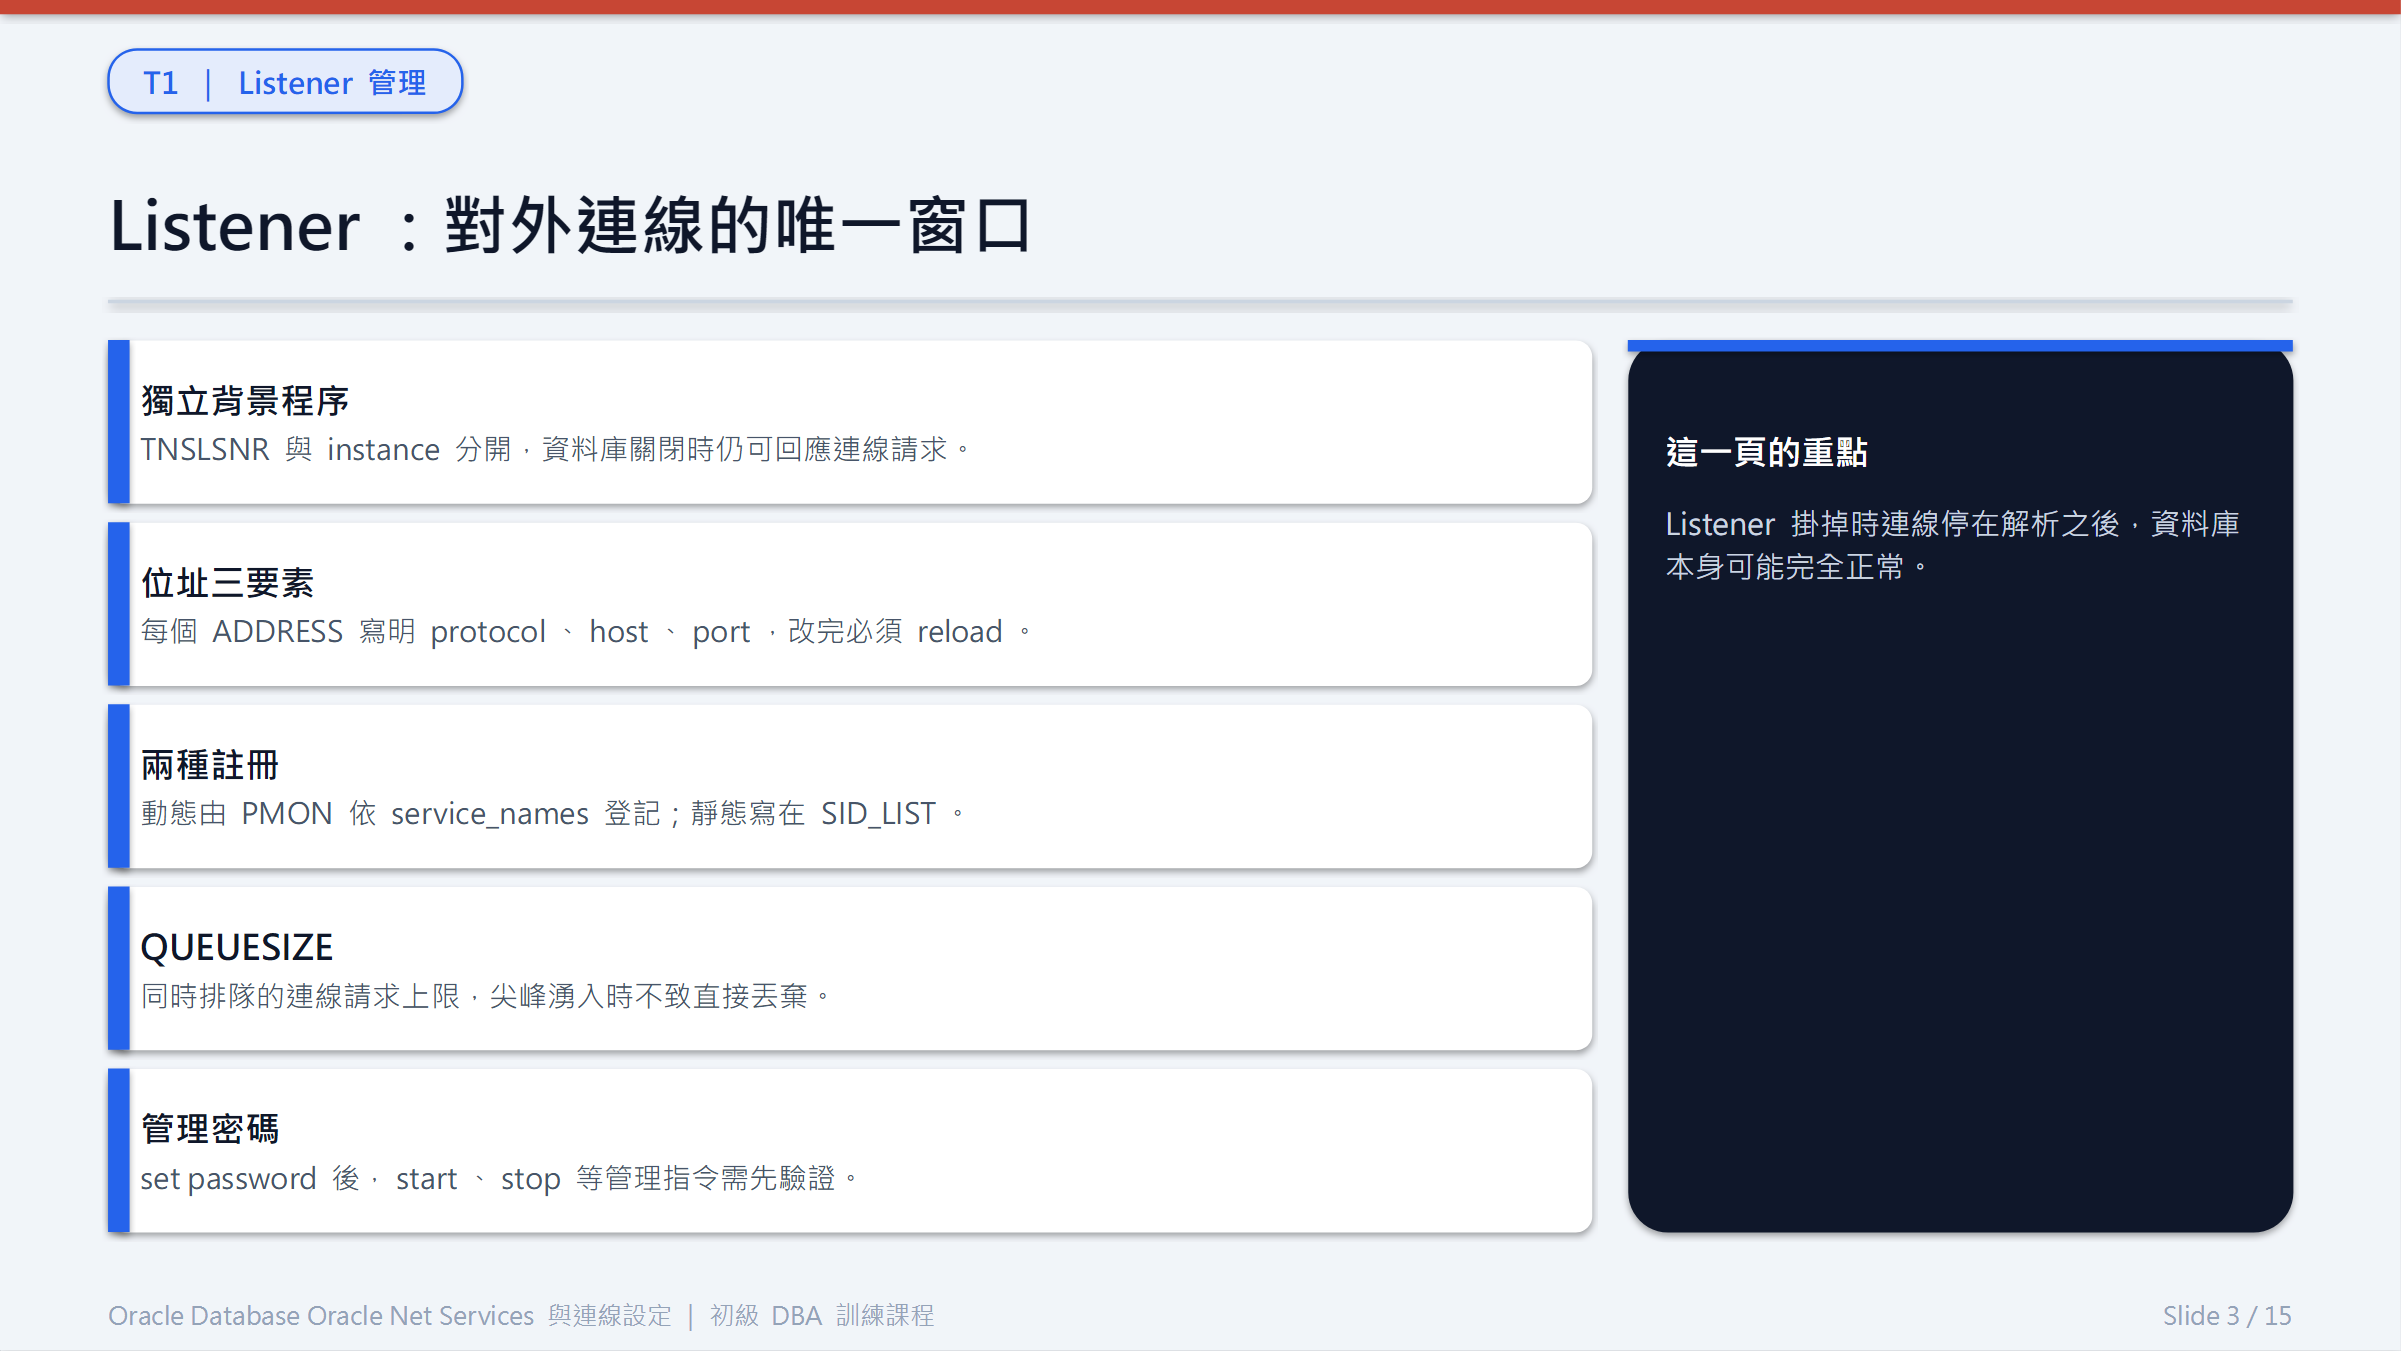 T1 | Listener 管理
Listener：對外連線的唯一窗口
獨立背景程序
TNSLSNR 與 instance 分開，資料庫關閉時仍可回應連線請求。
位址三要素
每個 ADDRESS 寫明 protocol、host、port，改完必須 reload。
兩種註冊
動態由 PMON 依 service_names 登記；靜態寫在 SID_LIST。
QUEUESIZE
同時排隊的連線請求上限，尖峰湧入時不致直接丟棄。
管理密碼
set password 後，start、stop 等管理指令需先驗證。
這一頁的重點
Listener 掛掉時連線停在解析之後，資料庫
本身可能完全正常。
Oracle Database Oracle Net Services 與連線設定 | 初級 DBA 訓練課程
Slide 3 / 15